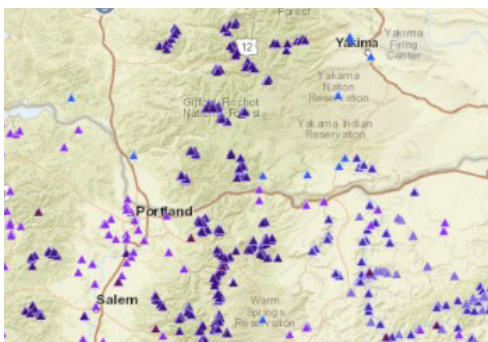 Forest
12
Yakima
Yakima
Firing
Center
Yakama
Nation
Reservation
Gifford Pinchot
National Forest
Yakama Indian
Reservation
Portland
Salem
Warm
Springs
Reservation